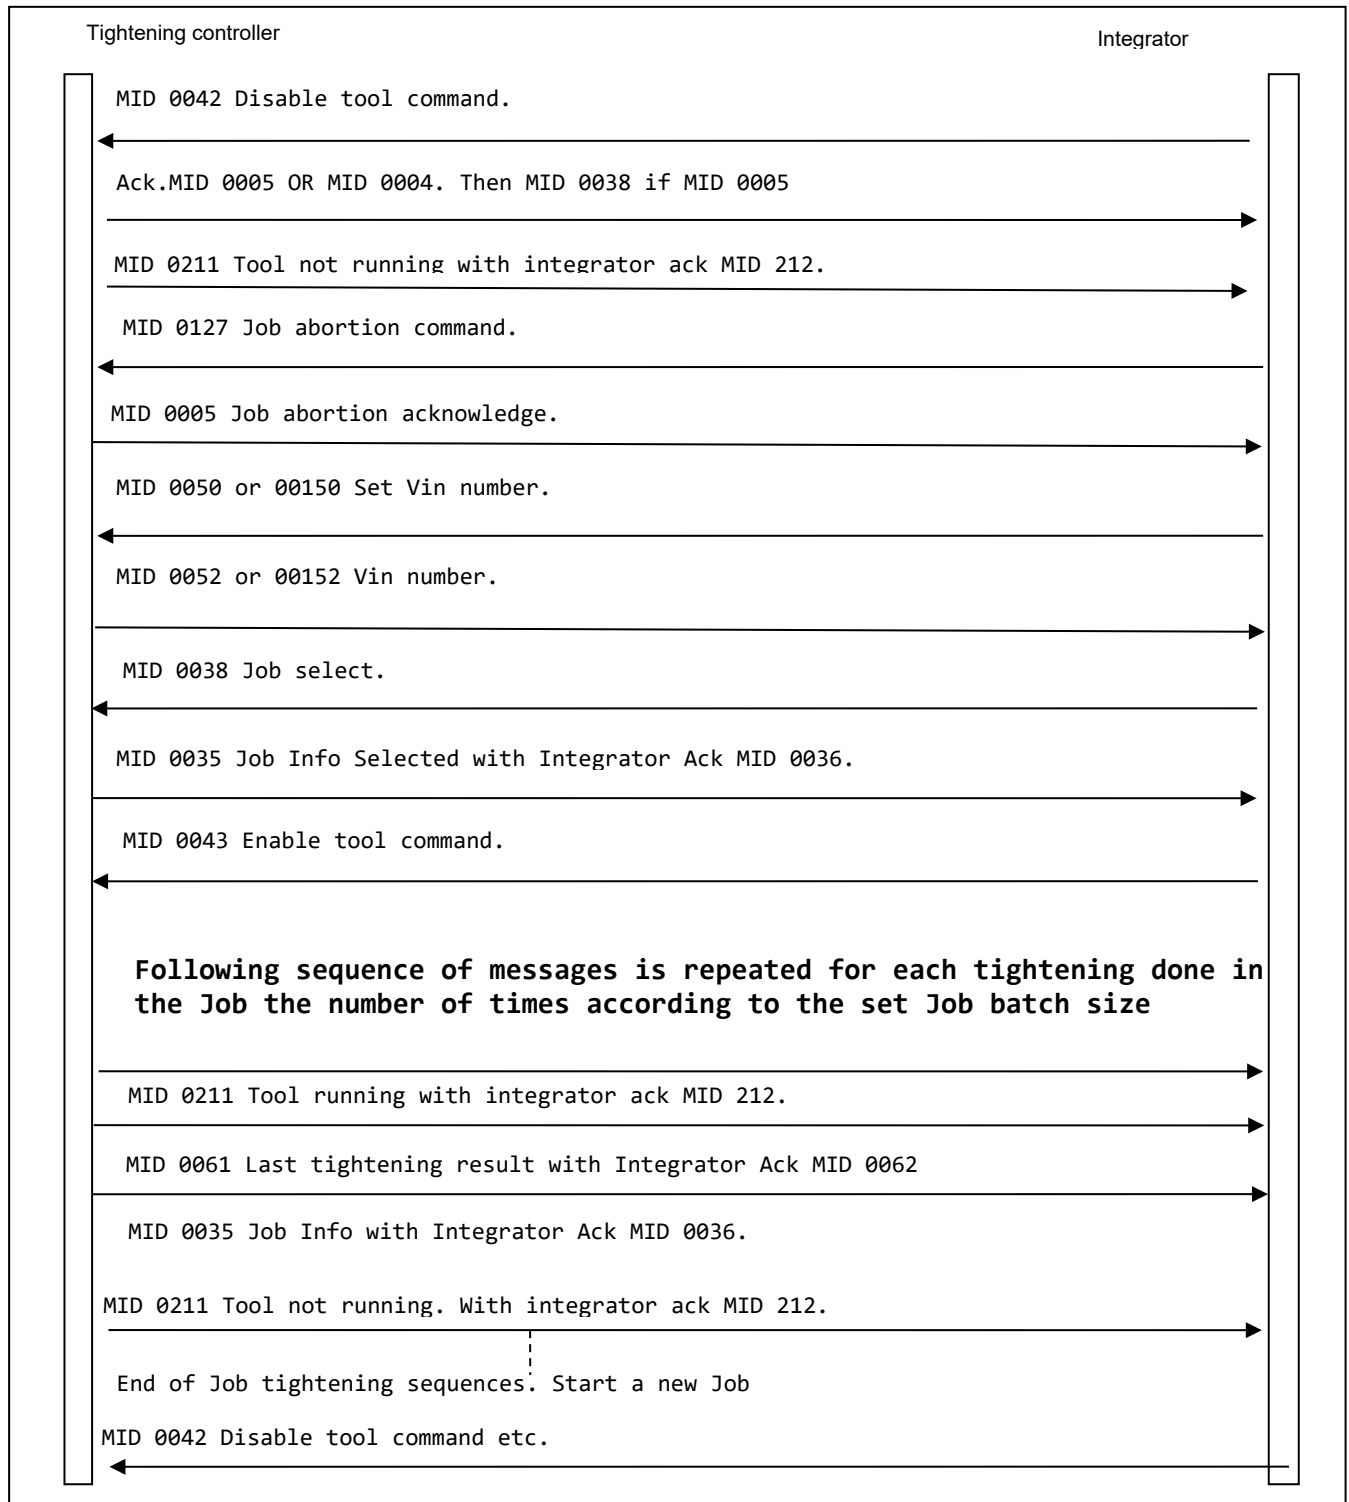 Tightening controller
Integrator
MID 0042 Disable tool command.
Ack.MID 0005 OR MID 0004. Then MID 0038 if MID 0005
MID 0211 Tool not running with integrator ack MID 212.
MID 0127 Job abortion command.
MID 0005 Job abortion acknowledge.
MID 0050 or 00150 Set Vin number.
MID 0052 or 00152 Vin number.
MID 0038 Job select.
MID 0035 Job Info Selected with Integrator Ack MID 0036.
MID 0043 Enable tool command.
Following sequence of messages is repeated for each tightening done in
the Job the number of times according to the set Job batch size
MID 0211 Tool running with integrator ack MID 212.
MID 0061 Last tightening result with Integrator Ack MID 0062
MID 0035 Job Info with Integrator Ack MID 0036.
MID 0211 Tool not running. With integrator ack MID 212.
End of Job tightening sequences. Start a new Job
MID 0042 Disable tool command etc.